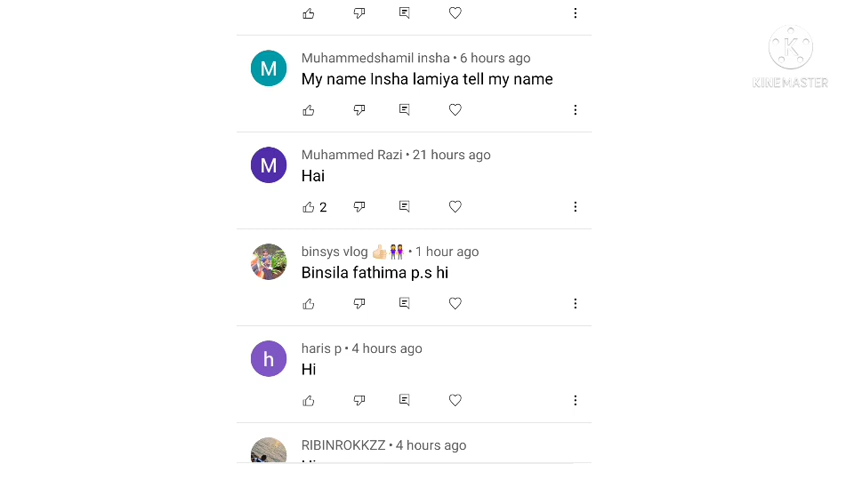 Muhammedshamil insha • 6 hours ago
My name Insha lamiya tell my name
Muhammed Razi • 21 hours ago
Hai
2
binsys vlog 👍🏻👭 • 1 hour ago
Binsila fathima p.s hi
haris p • 4 hours ago
Hi
RIBINROKKZZ • 4 hours ago
M
M
h
K
KINEMASTER